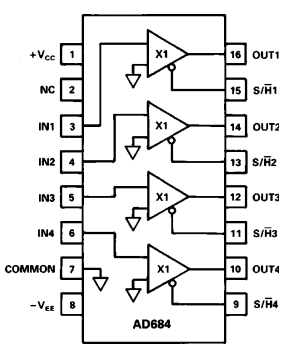 +VCC 1 X1 16 OUT1
NC 2 15 S/H̅1
IN1 3 X1 14 OUT2
IN2 4 13 S/H̅2
IN3 5 X1 12 OUT3
IN4 6 11 S/H̅3
COMMON 7 X1 10 OUT4
−VEE 8 9 S/H̅4
AD684